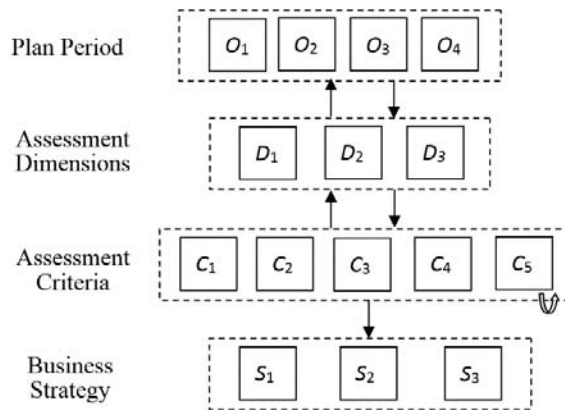 Plan Period
O1 O2 O3 O4
Assessment
Dimensions
D1 D2 D3
Assessment
Criteria
C1 C2 C3 C4 C5
Business
Strategy
S1 S2 S3